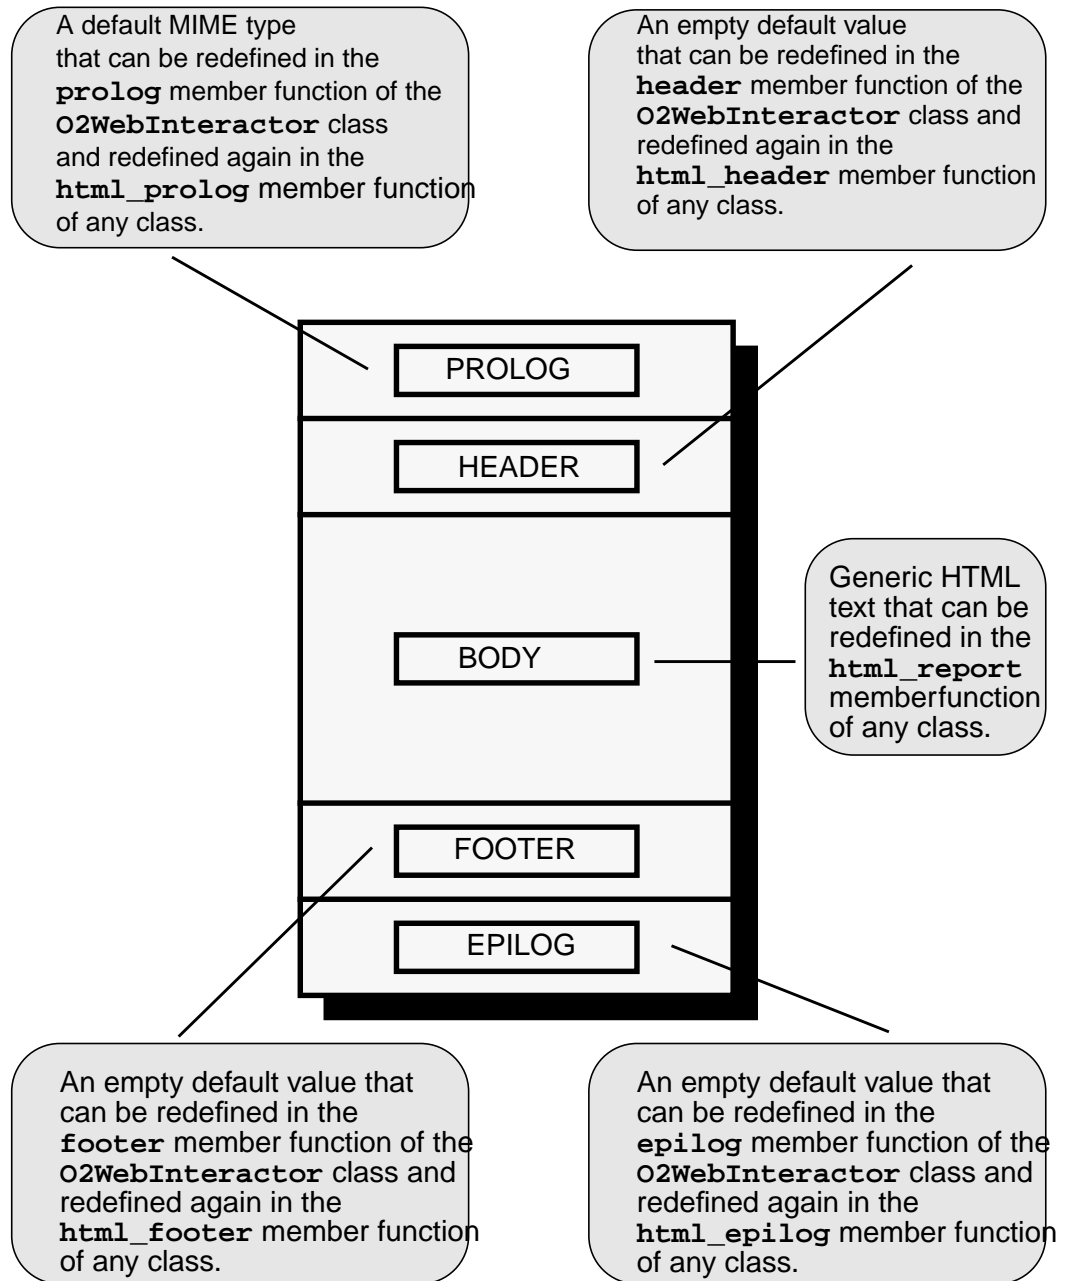 A default MIME type
that can be redefined in the
prolog member function of the
O2WebInteractor class
and redefined again in the
html_prolog member function
of any class.
An empty default value
that can be redefined in the
header member function of the
O2WebInteractor class and
redefined again in the
html_header member function
of any class.
PROLOG
HEADER
Generic HTML
text that can be
redefined in the
html_report
memberfunction
of any class.
BODY
FOOTER
EPILOG
An empty default value that
can be redefined in the
footer member function of the
O2WebInteractor class and
redefined again in the
html_footer member function
of any class.
An empty default value that
can be redefined in the
epilog member function of the
O2WebInteractor class and
redefined again in the
html_epilog member function
of any class.